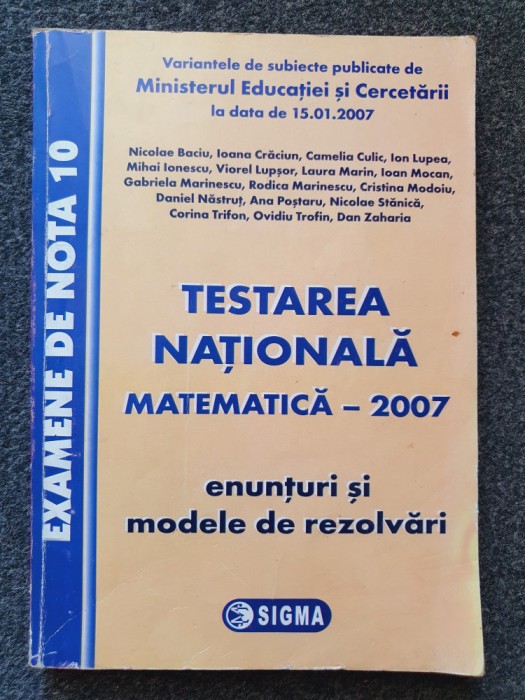 Variantele de subiecte publicate de
Ministerul Educației și Cercetării
la data de 15.01.2007
Nicolae Baciu, Ioana Crăciun, Camelia Culic, Ion Lupea,
Mihai Ionescu, Viorel Lupșor, Laura Marin, Ioan Mocan,
Gabriela Marinescu, Rodica Marinescu, Cristina Modoiu,
Daniel Năstruț, Ana Poștaru, Nicolae Stănică,
Corina Trifon, Ovidiu Trofin, Dan Zaharia
TESTAREA
NAȚIONALĂ
MATEMATICĂ – 2007
enunțuri și
modele de rezolvări
SIGMA
EXAMENE DE NOTA 10